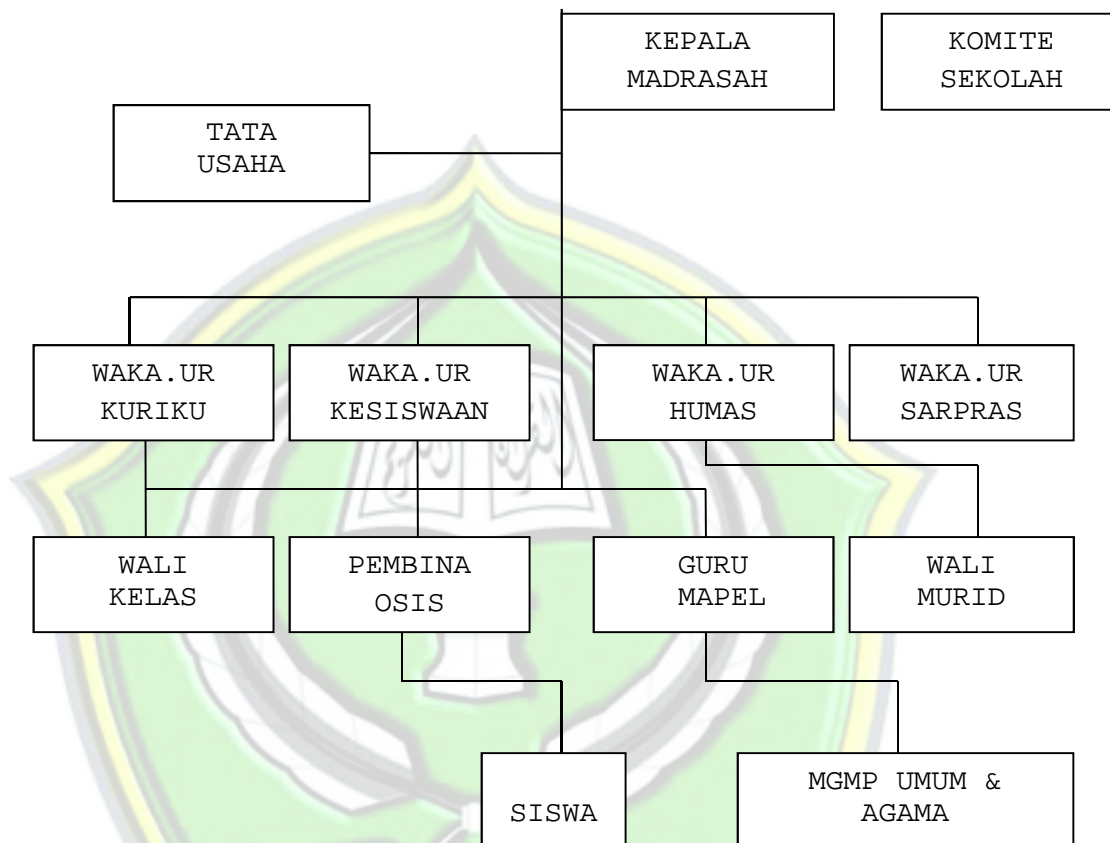 KEPALA
MADRASAH
KOMITE
SEKOLAH
TATA
USAHA
WAKA.UR
KURIKU
WAKA.UR
KESISWAAN
WAKA.UR
HUMAS
WAKA.UR
SARPRAS
WALI
KELAS
PEMBINA
OSIS
GURU
MAPEL
WALI
MURID
SISWA
MGMP UMUM &
AGAMA